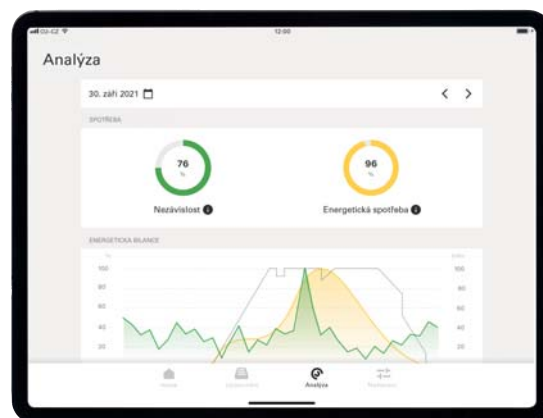 12:00
Analýza
30. září 2021
SPOTŘEBA
76
%
96
%
Nezávislost
Energetická spotřeba
ENERGETICKÁ BILANCE
%
100 100
80 80
60 60
40 40
20 20
Home Analýza